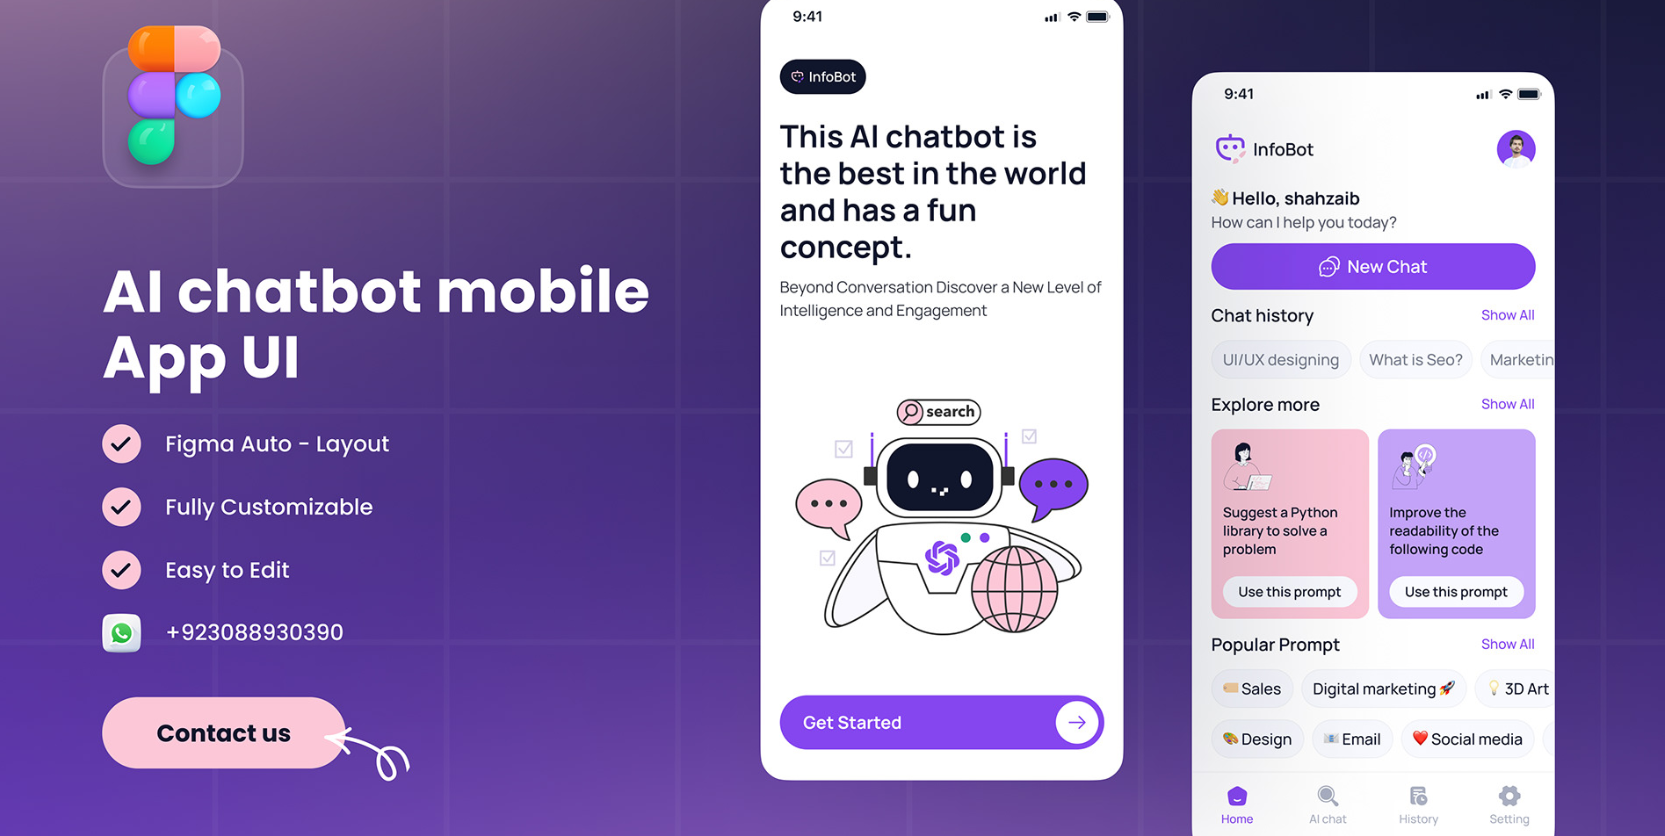 AI chatbot mobile
App UI
Figma Auto - Layout
Fully Customizable
Easy to Edit
+923088930390
Contact us
9:41
InfoBot
This AI chatbot is
the best in the world
and has a fun
concept.
Beyond Conversation Discover a New Level of
Intelligence and Engagement
search
Get Started
9:41
InfoBot
👋 Hello, shahzaib
How can I help you today?
New Chat
Chat history Show All
UI/UX designing What is Seo? Marketin
Explore more Show All
Suggest a Python
library to solve a
problem
Use this prompt
Improve the
readability of the
following code
Use this prompt
Popular Prompt Show All
Sales Digital marketing 🚀 💡 3D Art
🎨 Design 📧 Email ❤️ Social media
Home AI chat History Setting